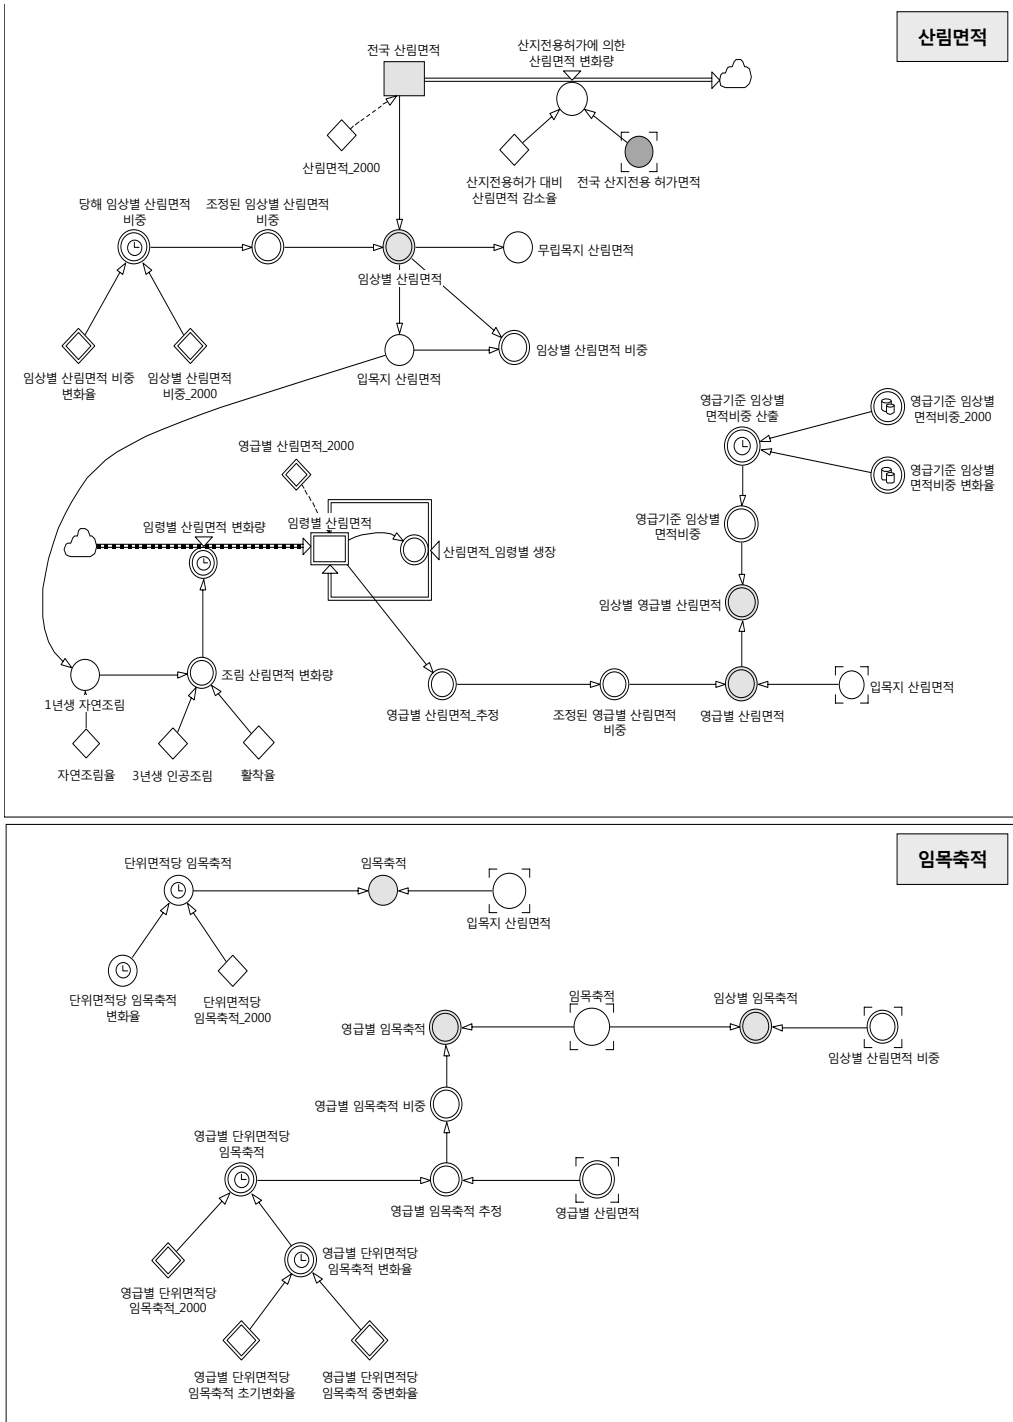 산림면적
전국 산림면적
산지전용허가에 의한
산림면적 변화량
산림면적_2000
산지전용허가 대비
산림면적 감소율
전국 산지전용 허가면적
당해 임상별 산림면적
비중
조정된 임상별 산림면적
비중
무립목지 산림면적
임상별 산림면적
임상별 산림면적 비중
입목지 산림면적
임상별 산림면적 비중
변화율
임상별 산림면적
비중_2000
영급기준 임상별
면적비중 산출
영급기준 임상별
면적비중_2000
영급기준 임상별
면적비중 변화율
영급별 산림면적_2000
임령별 산림면적 변화량
임령별 산림면적
산림면적_임령별 생장
영급기준 임상별
면적비중
임상별 영급별 산림면적
조림 산림면적 변화량
1년생 자연조림
영급별 산림면적_추정
조정된 영급별 산림면적
비중
영급별 산림면적
입목지 산림면적
자연조림율
3년생 인공조림
활착율
임목축적
단위면적당 임목축적
임목축적
입목지 산림면적
단위면적당 임목축적
변화율
단위면적당
임목축적_2000
영급별 임목축적
임목축적
임상별 임목축적
임상별 산림면적 비중
영급별 임목축적 비중
영급별 단위면적당
임목축적
영급별 임목축적 추정
영급별 산림면적
영급별 단위면적당
임목축적 변화율
영급별 단위면적당
임목축적_2000
영급별 단위면적당
임목축적 초기변화율
영급별 단위면적당
임목축적 중변화율